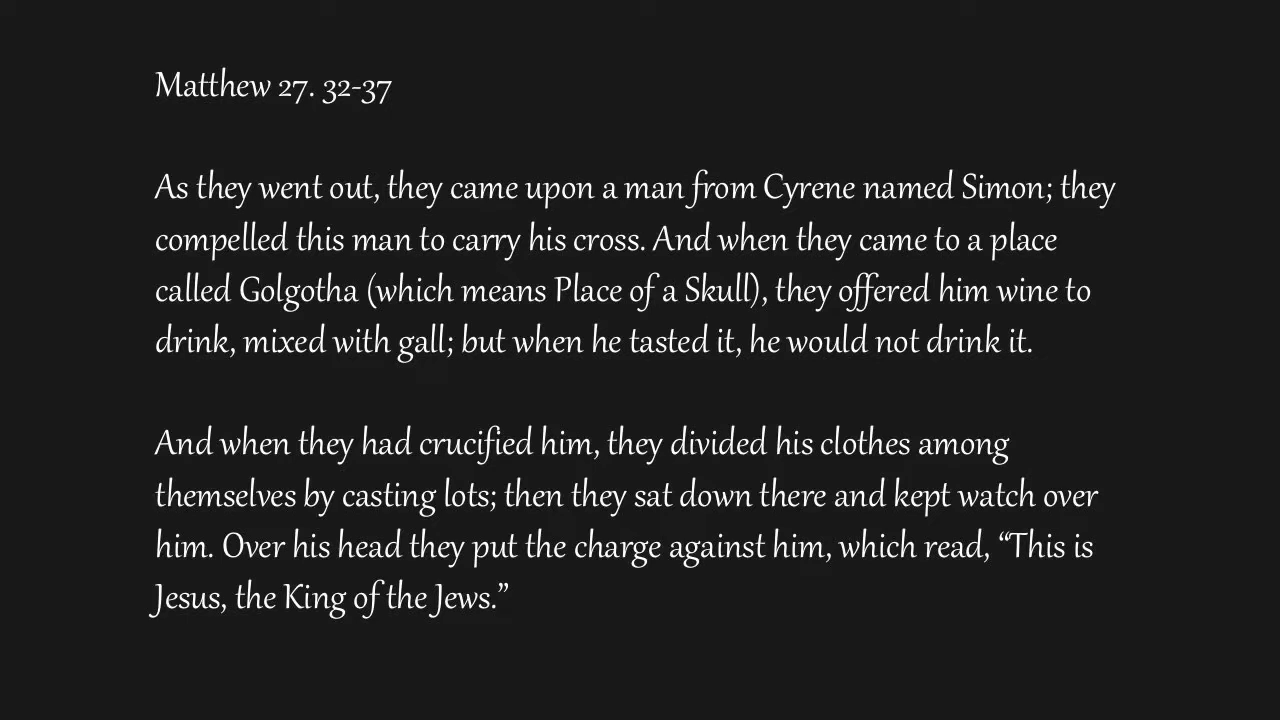 Matthew 27. 32-37
As they went out, they came upon a man from Cyrene named Simon; they
compelled this man to carry his cross. And when they came to a place
called Golgotha (which means Place of a Skull), they offered him wine to
drink, mixed with gall; but when he tasted it, he would not drink it.
And when they had crucified him, they divided his clothes among
themselves by casting lots; then they sat down there and kept watch over
him. Over his head they put the charge against him, which read, “This is
Jesus, the King of the Jews.”